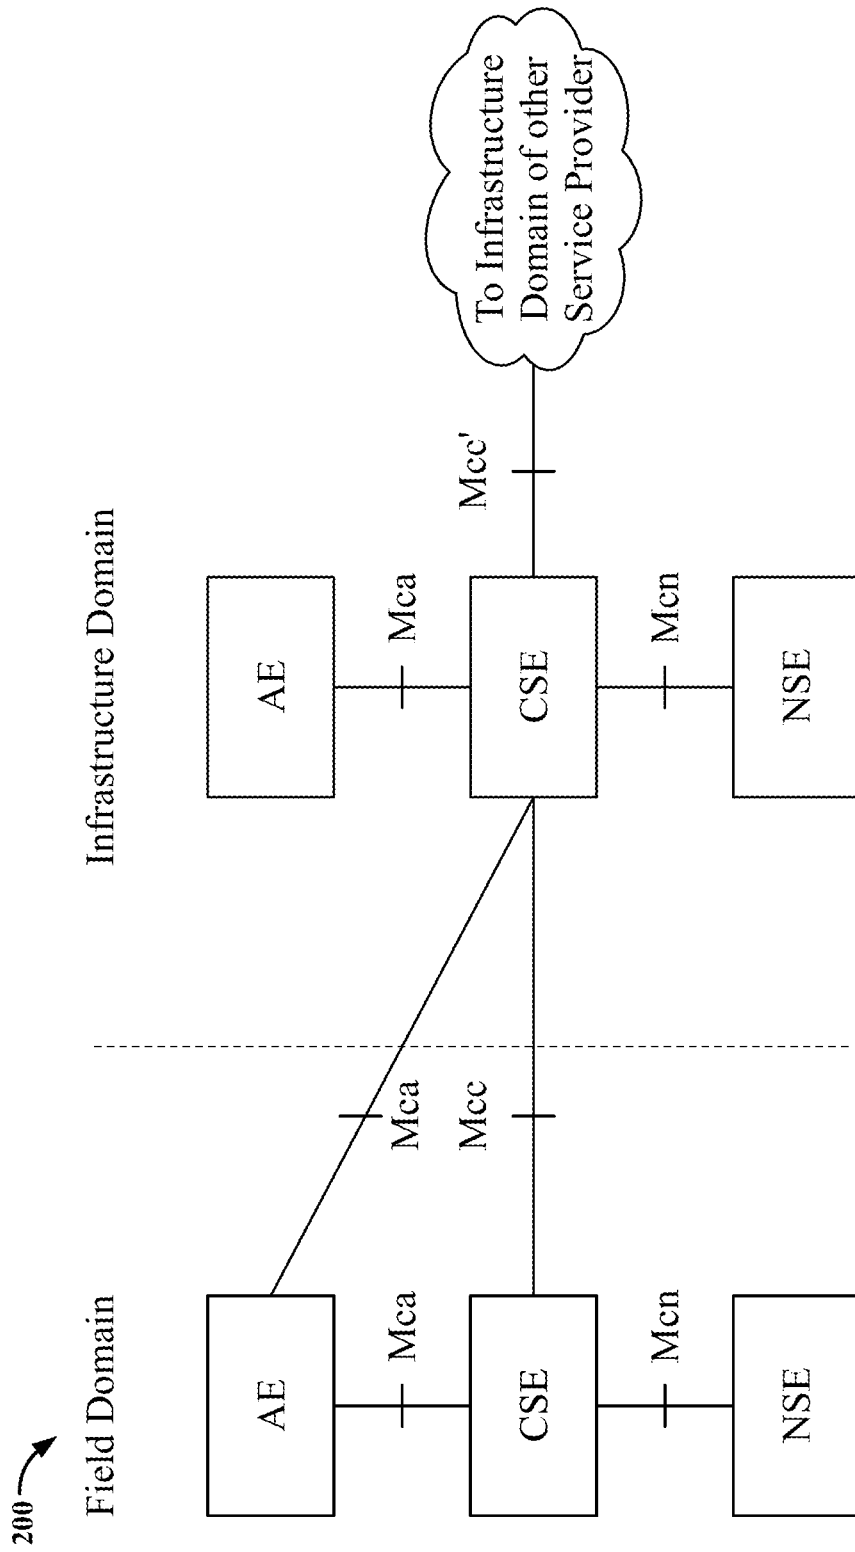 200
Field Domain
Infrastructure Domain
AE
AE
Mca
Mca
Mca
Mcc
CSE
CSE
Mcc'
To Infrastructure
Domain of other
Service Provider
Mcn
Mcn
NSE
NSE